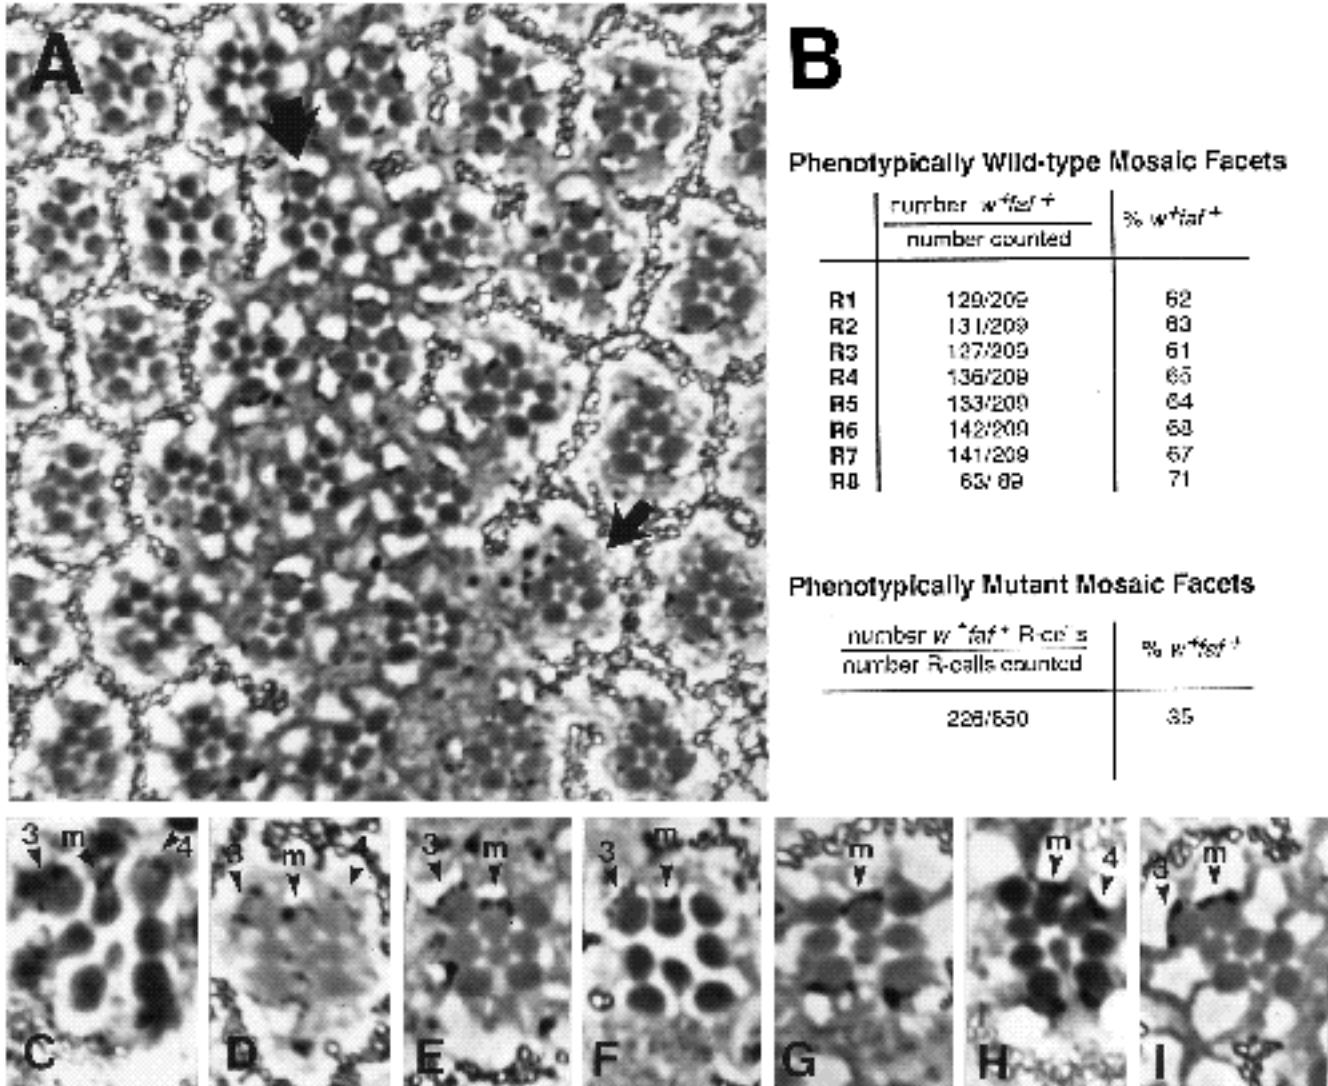 A
B
Phenotypically Wild-type Mosaic Facets
number w+faf+
number counted
% w+faf+
R1 129/209 62
R2 131/209 63
R3 127/209 61
R4 136/209 65
R5 133/209 64
R6 142/209 68
R7 141/209 67
R8 63/89 71
Phenotypically Mutant Mosaic Facets
number w+faf+ R-cells
number R-calls counted
% w+faf+
226/650 35
3 m 4
3 m 4
3 m
3 m
m
m 4
3 m
C D E F G H I